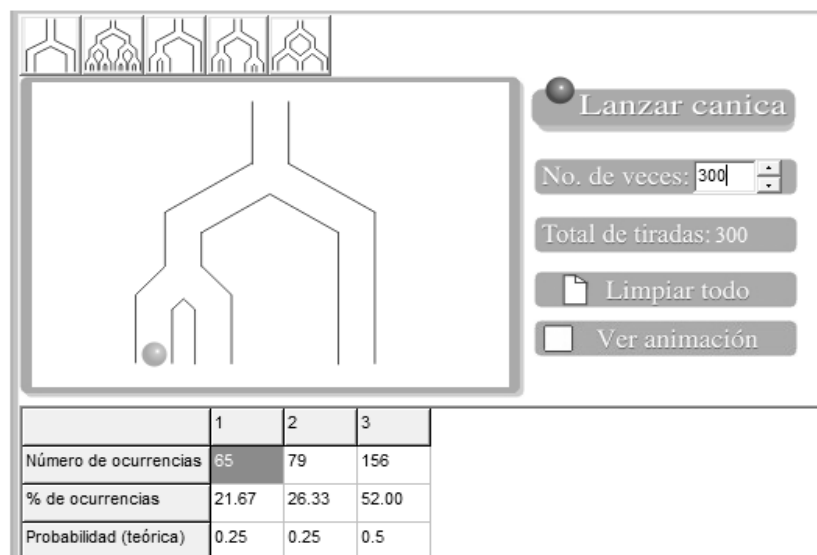 Lanzar canica
No. de veces: 300
Total de tiradas: 300
Limpiar todo
Ver animación
1 2 3
Número de ocurrencias 65 79 156
% de ocurrencias 21.67 26.33 52.00
Probabilidad (teórica) 0.25 0.25 0.5